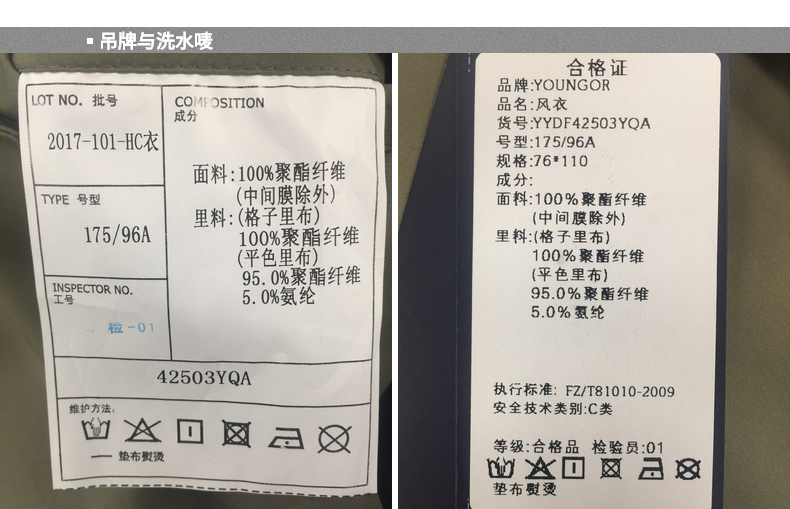 ▪ 吊牌与洗水唛
LOT NO. 批号
2017-101-HC衣
TYPE 号型
175/96A
INSPECTOR NO.
工号
检-01
COMPOSITION
成分
面料:100%聚酯纤维
(中间膜除外)
里料:(格子里布)
100%聚酯纤维
(平色里布)
95.0%聚酯纤维
5.0%氨纶
42503YQA
维护方法:
垫布熨烫
合格证
品牌:YOUNGOR
品名:风衣
货号:YYDF42503YQA
号型:175/96A
规格:76*110
成分:
面料:100%聚酯纤维
(中间膜除外)
里料:(格子里布)
100%聚酯纤维
(平色里布)
95.0%聚酯纤维
5.0%氨纶
执行标准: FZ/T81010-2009
安全技术类别:C类
等级:合格品 检验员:01
垫布熨烫